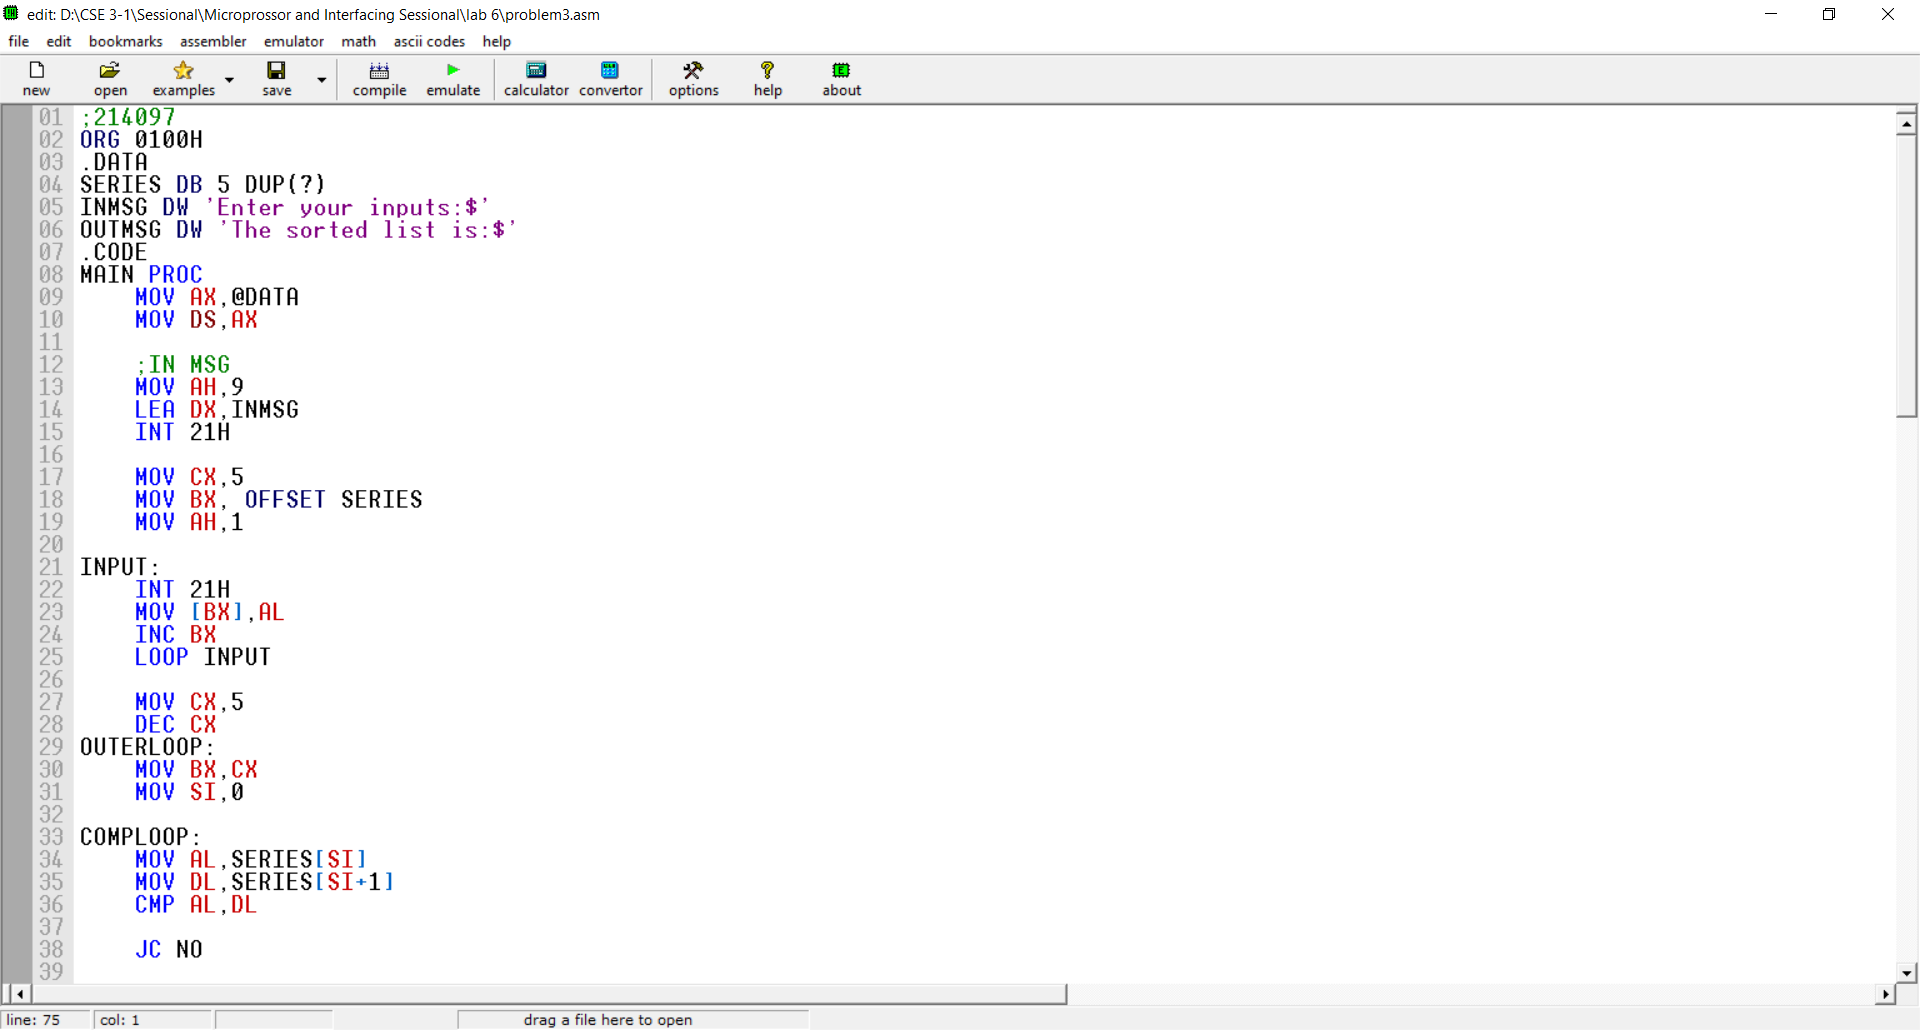 edit: D:\CSE 3-1\Sessional\Microprossor and Interfacing Sessional\lab 6\problem3.asm
file edit bookmarks assembler emulator math ascii codes help
new open examples save compile emulate calculator convertor options help about
01 ;214097
02 ORG 0100H
03 .DATA
04 SERIES DB 5 DUP(?)
05 INMSG DW 'Enter your inputs:$'
06 OUTMSG DW 'The sorted list is:$'
07 .CODE
08 MAIN PROC
09     MOV AX,@DATA
10     MOV DS,AX
11
12     ;IN MSG
13     MOV AH,9
14     LEA DX,INMSG
15     INT 21H
16
17     MOV CX,5
18     MOV BX, OFFSET SERIES
19     MOV AH,1
20
21 INPUT:
22     INT 21H
23     MOV [BX],AL
24     INC BX
25     LOOP INPUT
26
27     MOV CX,5
28     DEC CX
29 OUTERLOOP:
30     MOV BX,CX
31     MOV SI,0
32
33 COMPLOOP:
34     MOV AL,SERIES[SI]
35     MOV DL,SERIES[SI+1]
36     CMP AL,DL
37
38     JC NO
39
line: 75 col: 1 drag a file here to open